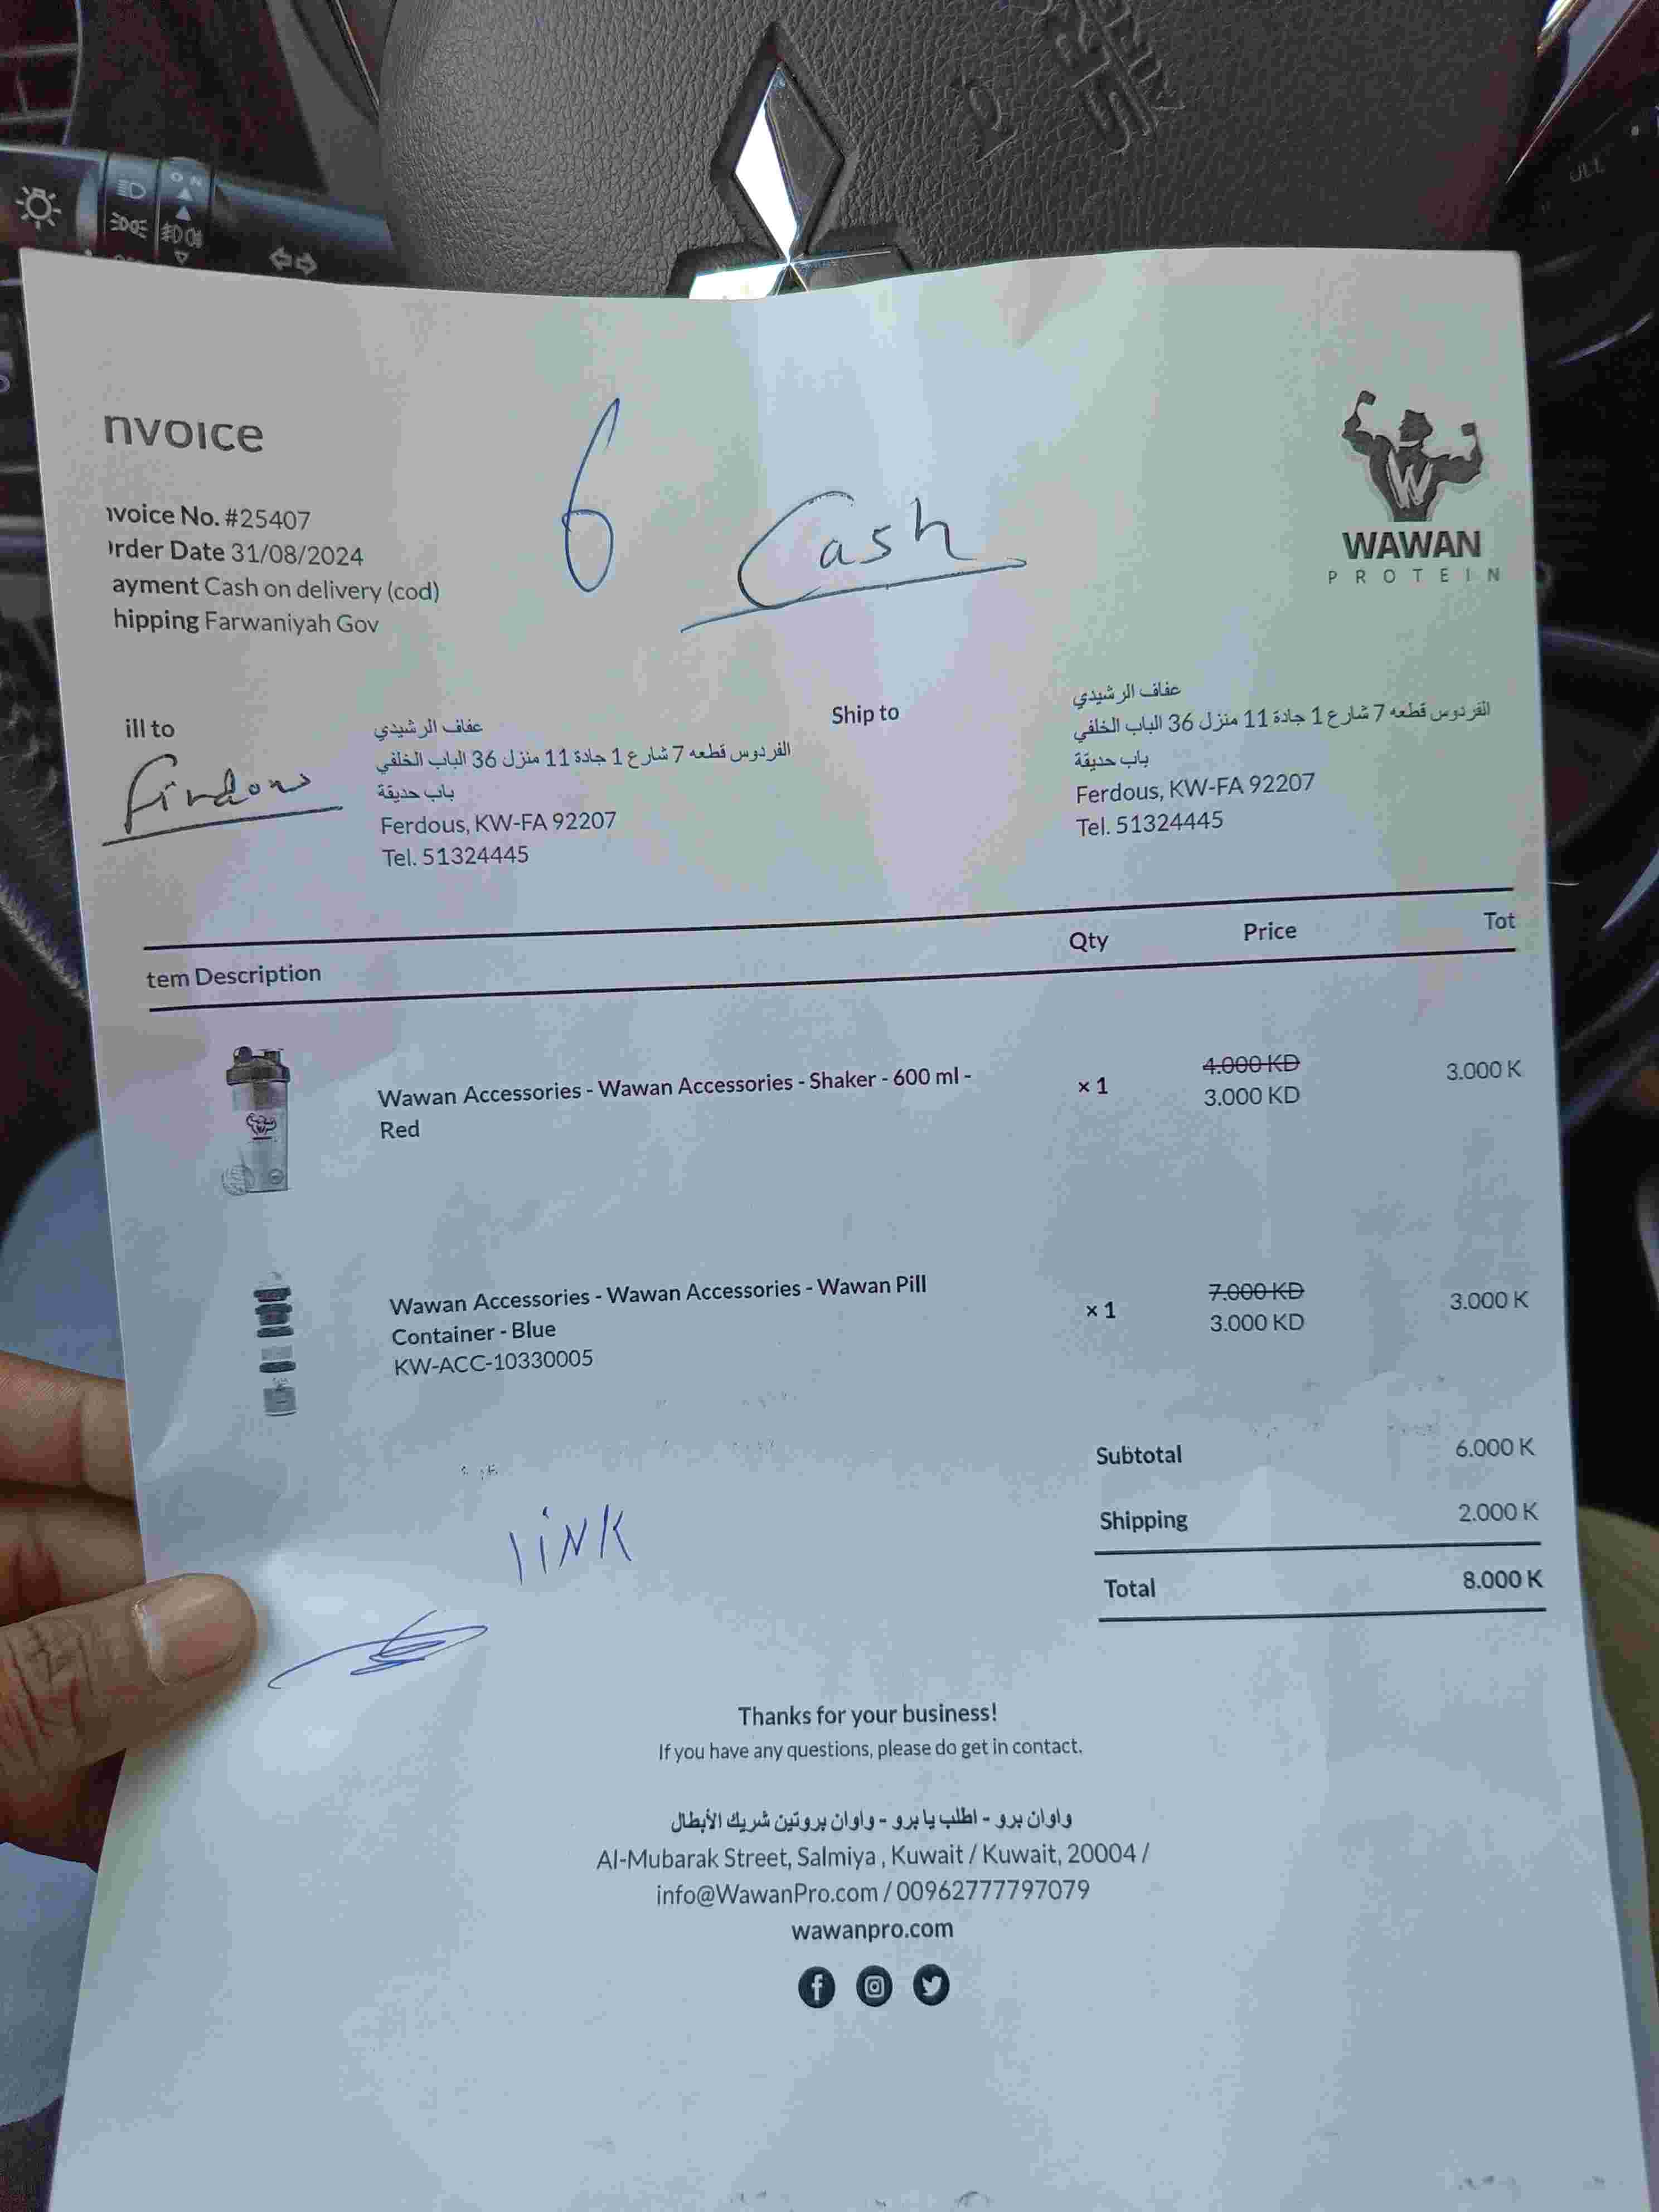 nvoice
6
Cash
WAWAN
PROTEIN
nvoice No. #25407
Order Date 31/08/2024
ayment Cash on delivery (cod)
hipping Farwaniyah Gov
ill to
Firdows
عفاف الرشيدي
الفردوس قطعه 7 شارع 1 جادة 11 منزل 36 الباب الخلفي
باب حديقة
Ferdous, KW-FA 92207
Tel. 51324445
Ship to
عفاف الرشيدي
الفردوس قطعه 7 شارع 1 جادة 11 منزل 36 الباب الخلفي
باب حديقة
Ferdous, KW-FA 92207
Tel. 51324445
tem Description Qty Price Tot
Wawan Accessories - Wawan Accessories - Shaker - 600 ml -
Red
× 1
4.000 KD
3.000 KD
3.000 K
Wawan Accessories - Wawan Accessories - Wawan Pill
Container - Blue
KW-ACC-10330005
× 1
7.000 KD
3.000 KD
3.000 K
Subtotal 6.000 K
Shipping 2.000 K
Total 8.000 K
liNK
Thanks for your business!
If you have any questions, please do get in contact.
واوان برو - اطلب يا برو - واوان بروتين شريك الأبطال
Al-Mubarak Street, Salmiya , Kuwait / Kuwait, 20004 /
info@WawanPro.com / 00962777797079
wawanpro.com